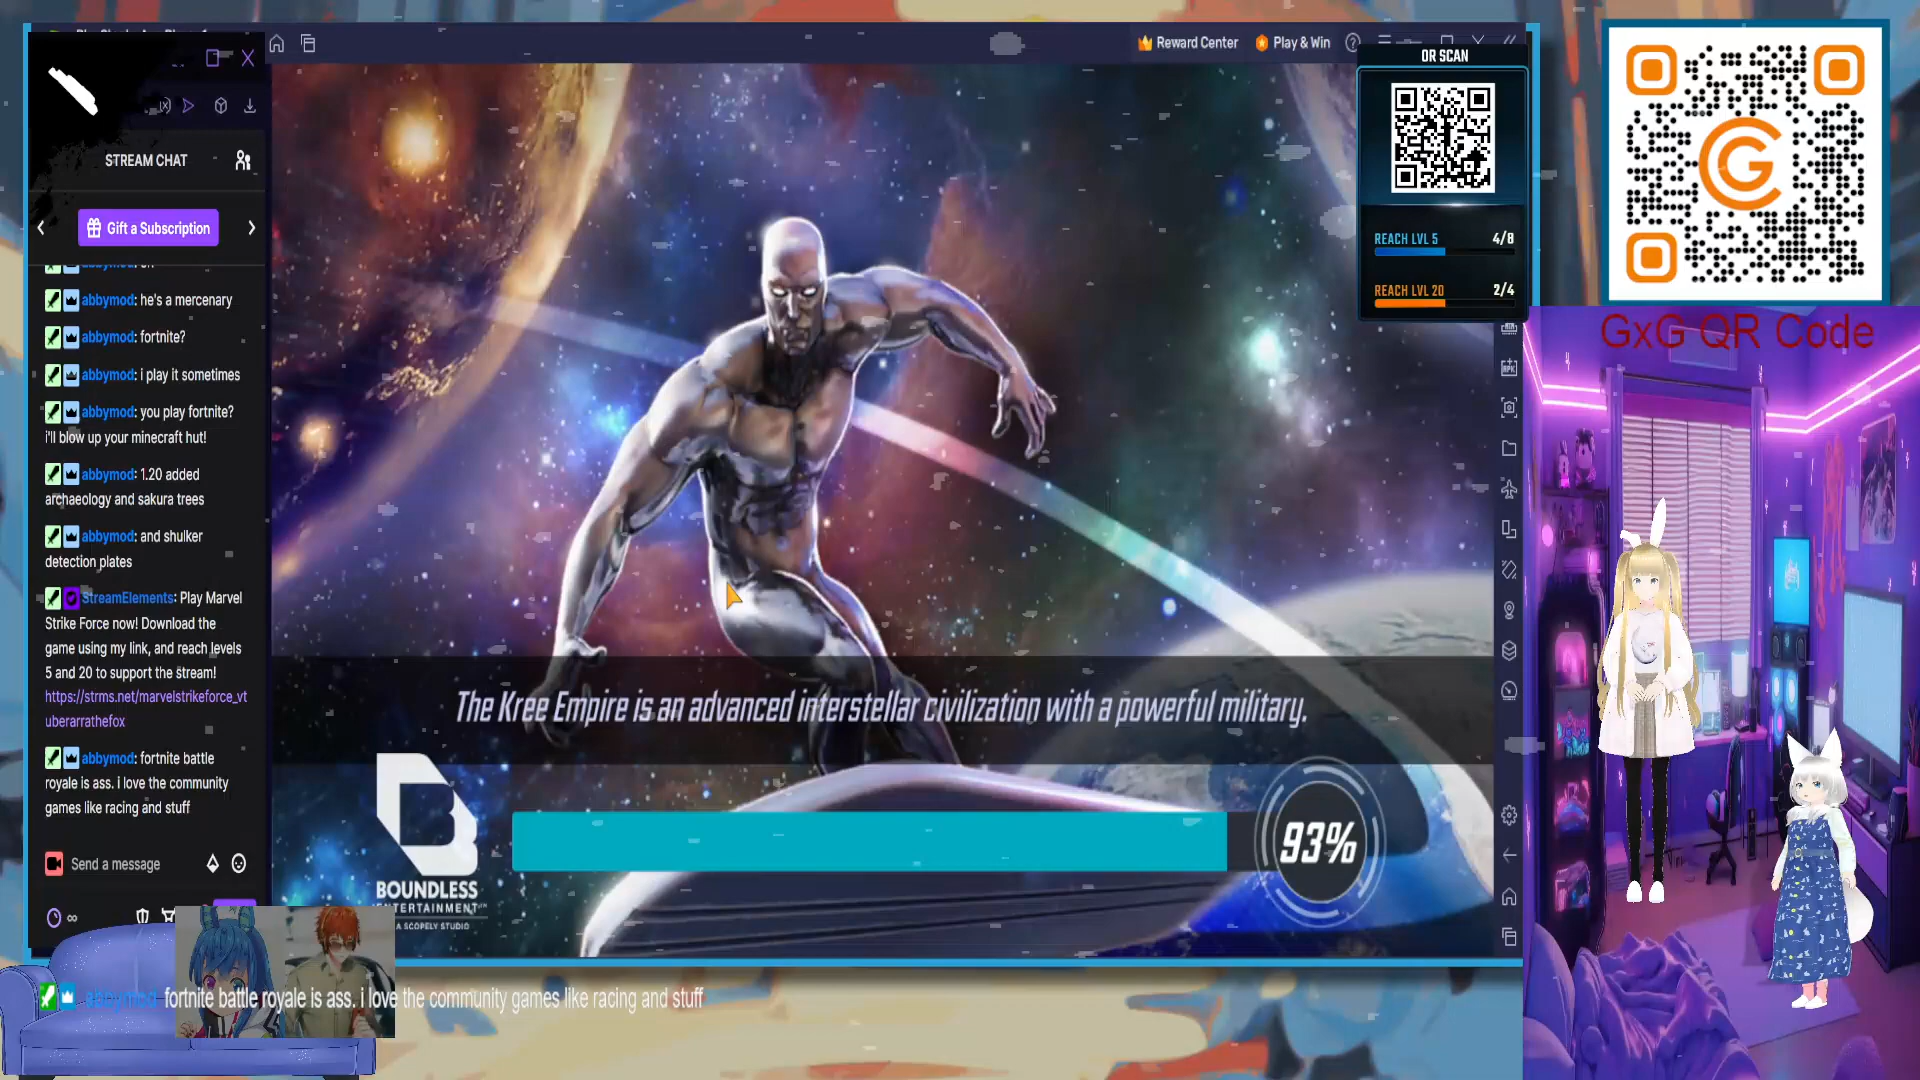 Reward Center
Play & Win
OR SCAN
STREAM CHAT
Gift a Subscription
REACH LVL 5 4/8
REACH LVL 20 2/4
GxG QR Code
abbymod: he's a mercenary
abbymod: fortnite?
abbymod: i play it sometimes
abbymod: you play fortnite?
i'll blow up your minecraft hut!
abbymod: 1.20 added
archaeology and sakura trees
abbymod: and shulker
detection plates
StreamElements: Play Marvel
Strike Force now! Download the
game using my link, and reach levels
5 and 20 to support the stream!
https://strms.net/marvelstrikeforce_vt
uberarrathefox
abbymod: fortnite battle
royale is ass. i love the community
games like racing and stuff
Send a message
The Kree Empire is an advanced interstellar civilization with a powerful military.
93%
BOUNDLESS
ENTERTAINMENT
A SCOPELY STUDIO
abbymod fortnite battle royale is ass. i love the community games like racing and stuff